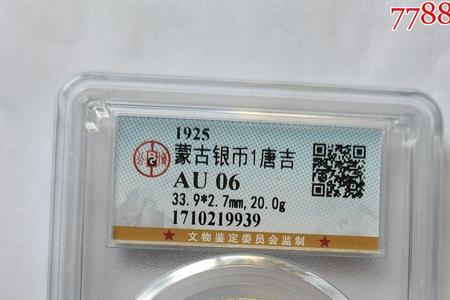 7788
1925
蒙古银币1唐吉
AU 06
33.9*2.7mm,20.0g
1710219939
★ 文物鉴定委员会监制 ★